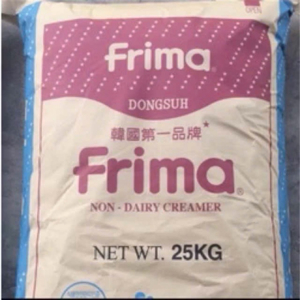 Frima®
DONGSUH
韓國第一品牌*
Frima®
NON - DAIRY CREAMER
NET WT. 25KG